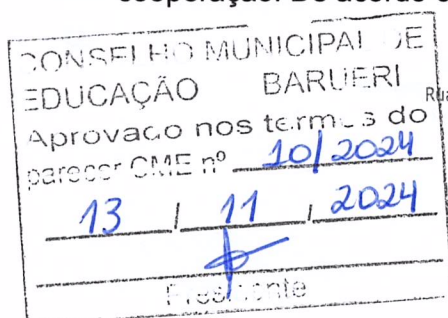 cooperação. De acordo
CONSELHO MUNICIPAL DE
EDUCAÇÃO BARUERI
Rua
Aprovado nos termos do
parecer CME nº 10/2024
13 / 11 / 2024
Presidente